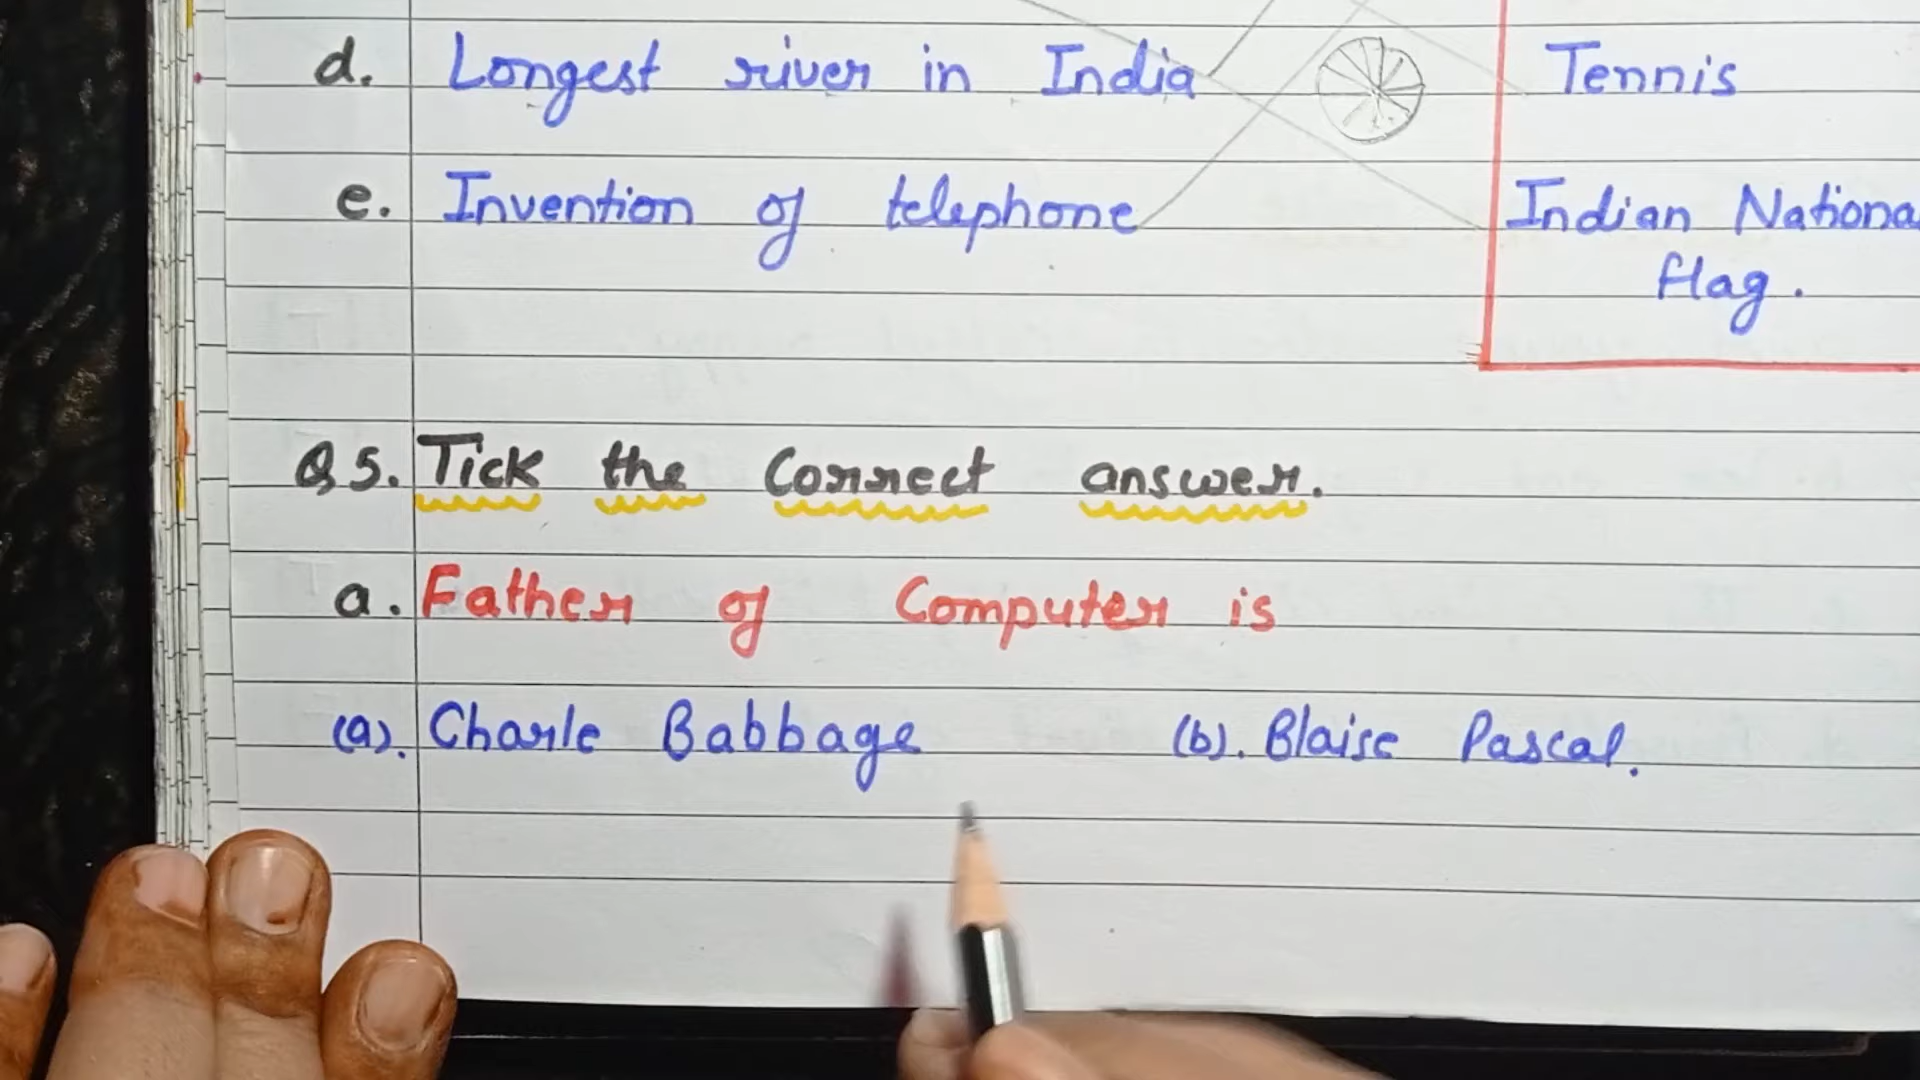 d. Longest river in India Tennis
e. Invention of telephone Indian Nationa
flag.
Q5. Tick the Correct answer.
a. Father of Computer is
(a). Charle Babbage (b). Blaise Pascal.